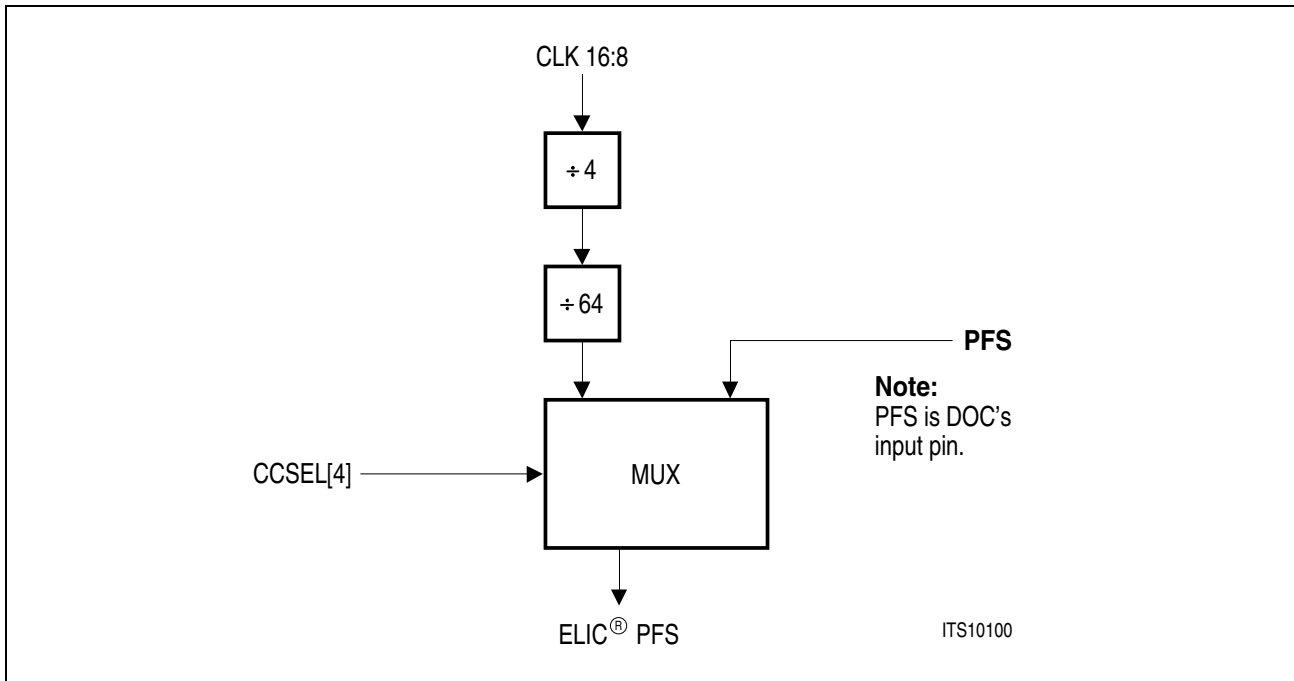 CLK 16:8
÷ 4
÷ 64
PFS
Note:
PFS is DOC’s
input pin.
CCSEL[4]
MUX
ELIC® PFS
ITS10100